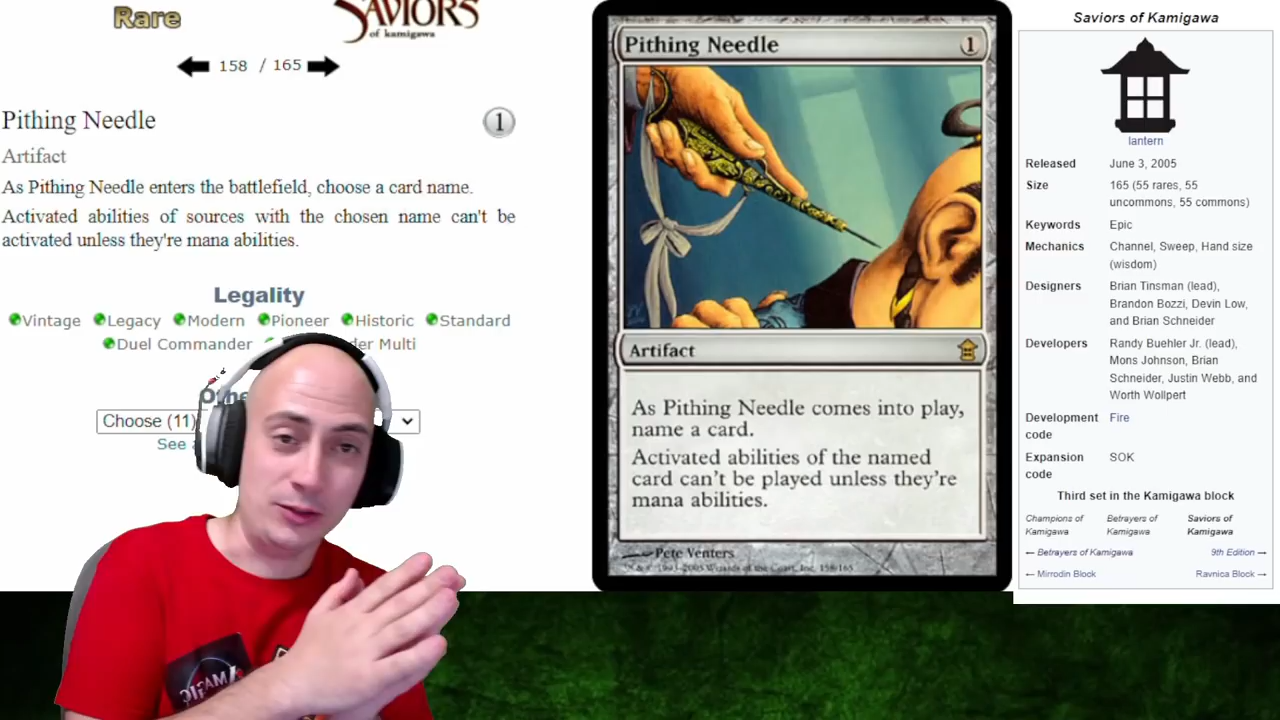 Rare
SAVIORS
of kamigawa
158 / 165
Pithing Needle
1
Artifact
As Pithing Needle enters the battlefield, choose a card name.
Activated abilities of sources with the chosen name can't be
activated unless they're mana abilities.
Legality
Vintage Legacy Modern Pioneer Historic Standard
Duel Commander der Multi
Othe
Choose (11)
See a
Pithing Needle
1
Artifact
As Pithing Needle comes into play,
name a card.
Activated abilities of the named
card can't be played unless they're
mana abilities.
Pete Venters
Saviors of Kamigawa
lantern
Released June 3, 2005
Size 165 (55 rares, 55
uncommons, 55 commons)
Keywords Epic
Mechanics Channel, Sweep, Hand size
(wisdom)
Designers Brian Tinsman (lead),
Brandon Bozzi, Devin Low,
and Brian Schneider
Developers Randy Buehler Jr. (lead),
Mons Johnson, Brian
Schneider, Justin Webb, and
Worth Wollpert
Development Fire
code
Expansion SOK
code
Third set in the Kamigawa block
Champions of Betrayers of Saviors of
Kamigawa Kamigawa Kamigawa
← Betrayers of Kamigawa 9th Edition →
← Mirrodin Block Ravnica Block →